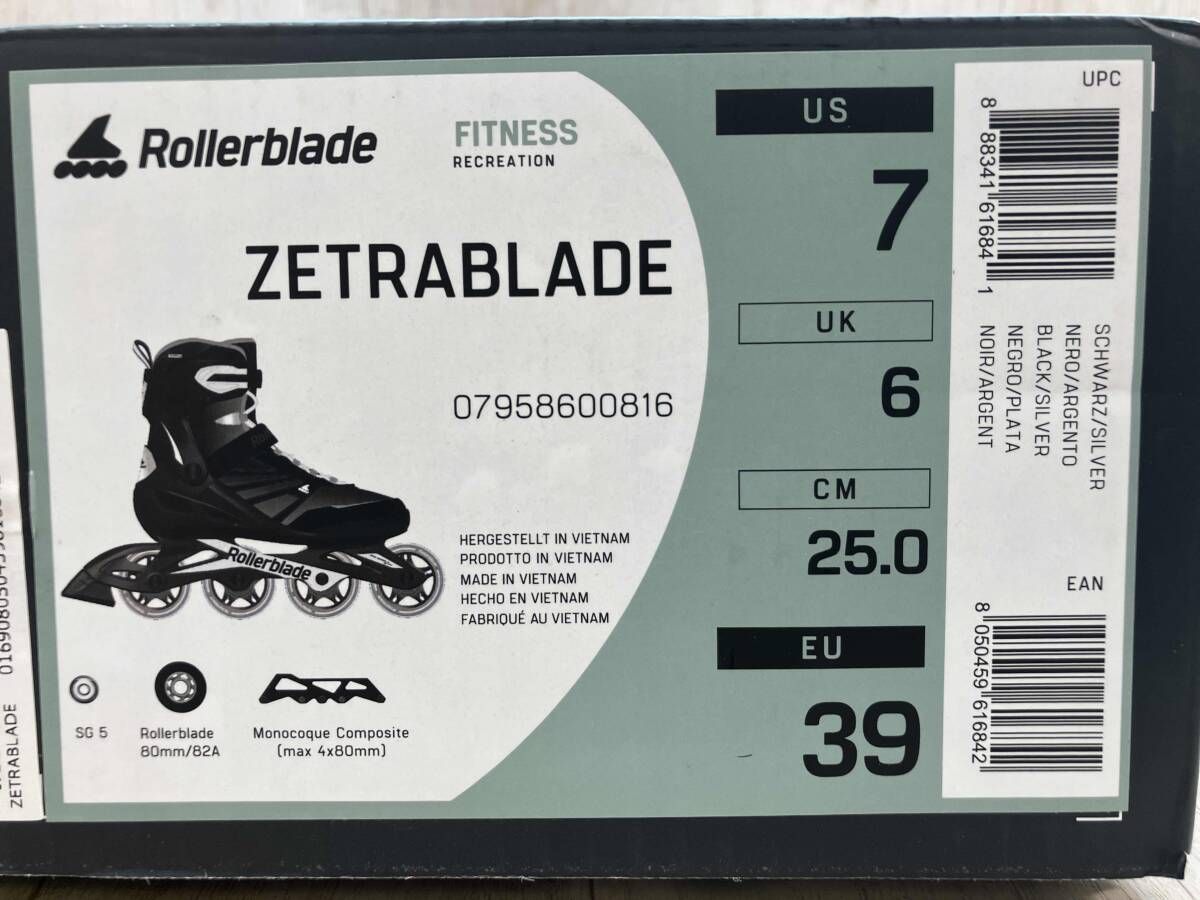 Rollerblade
FITNESS
RECREATION
ZETRABLADE
07958600816
Rollerblade
Rollerblade
HERGESTELLT IN VIETNAM
PRODOTTO IN VIETNAM
MADE IN VIETNAM
HECHO EN VIETNAM
FABRIQUÉ AU VIETNAM
SG 5
Rollerblade
80mm/82A
Monocoque Composite
(max 4x80mm)
US
7
UK
6
CM
25.0
EU
39
UPC
8 88341 61684 1
SCHWARZ/SILVER
NERO/ARGENTO
BLACK/SILVER
NEGRO/PLATA
NOIR/ARGENT
EAN
8 050459 616842
ZETRABLADE